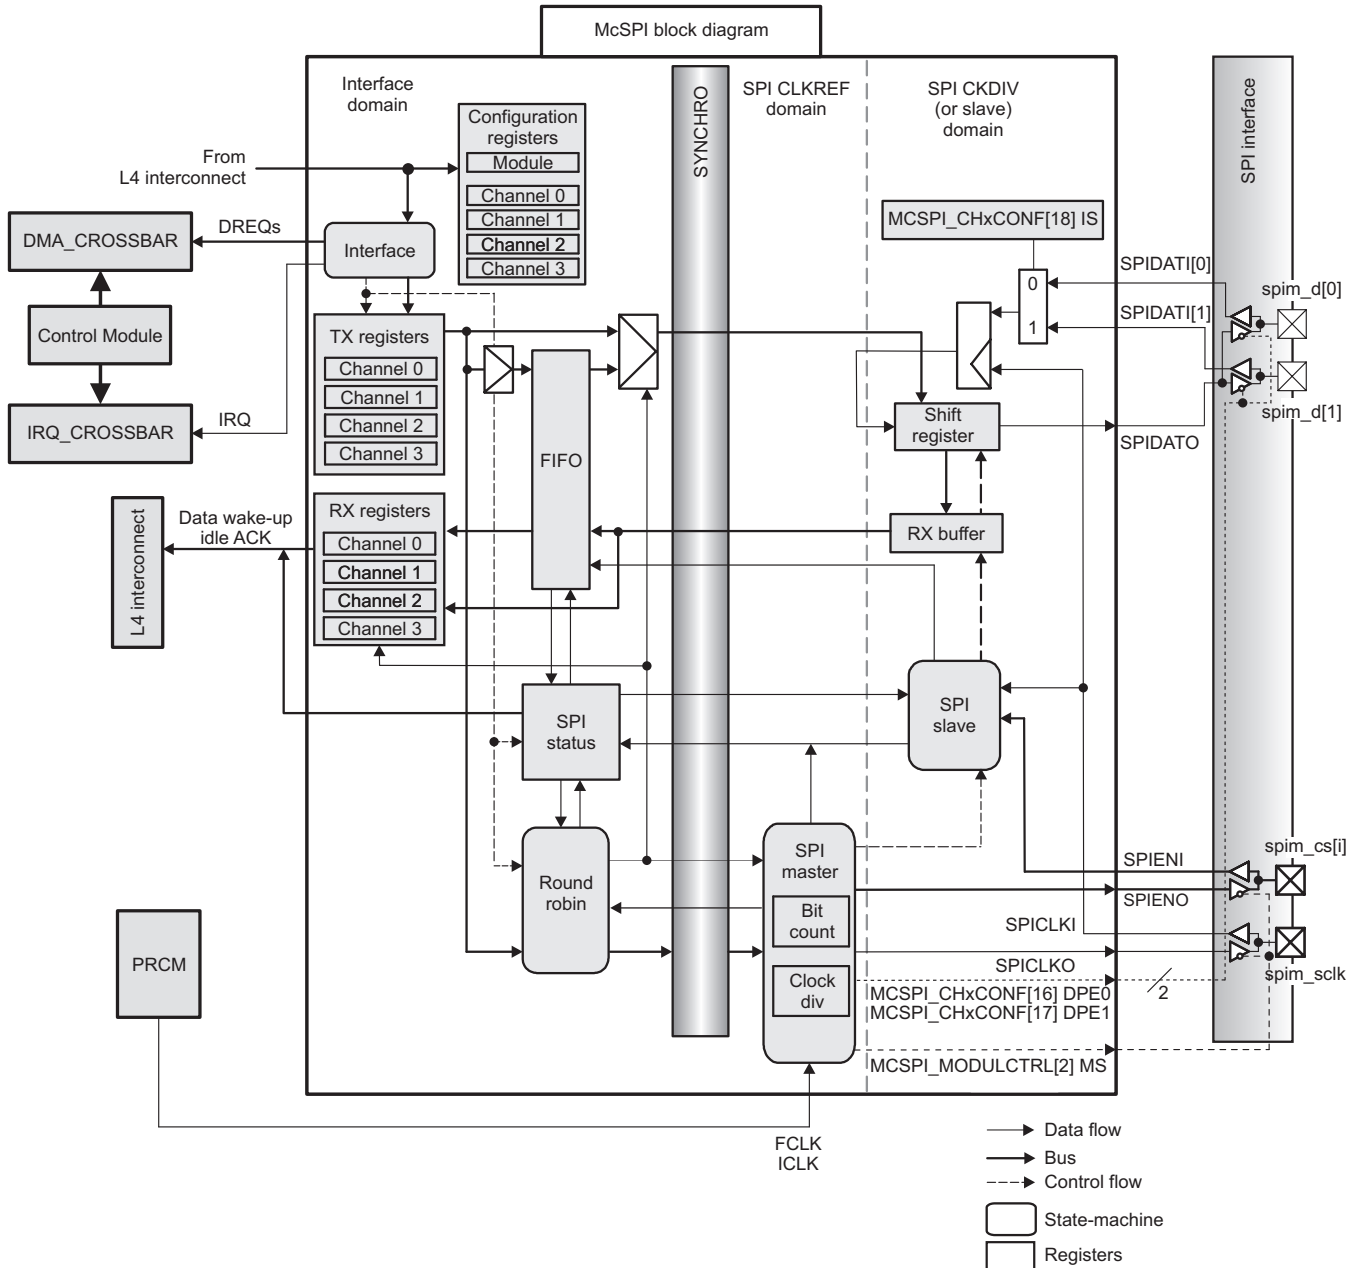 McSPI block diagram
Interface
domain
SYNCHRO
SPI CLKREF
domain
SPI CKDIV
(or slave)
domain
SPI interface
Configuration
registers
Module
Channel 0
Channel 1
Channel 2
Channel 3
From
L4 interconnect
DMA_CROSSBAR
DREQs
Interface
Control Module
IRQ_CROSSBAR
IRQ
TX registers
Channel 0
Channel 1
Channel 2
Channel 3
FIFO
MCSPI_CHxCONF[18] IS
0
1
SPIDATI[0]
SPIDATI[1]
spim_d[0]
spim_d[1]
Shift
register
SPIDATO
RX buffer
L4 interconnect
Data wake-up
idle ACK
RX registers
Channel 0
Channel 1
Channel 2
Channel 3
SPI
status
SPI
slave
Round
robin
SPI
master
Bit
count
Clock
div
SPIENI
SPIENO
spim_cs[i]
SPICLKI
SPICLKO
spim_sclk
MCSPI_CHxCONF[16] DPE0
MCSPI_CHxCONF[17] DPE1
2
MCSPI_MODULCTRL[2] MS
PRCM
FCLK
ICLK
Data flow
Bus
Control flow
State-machine
Registers